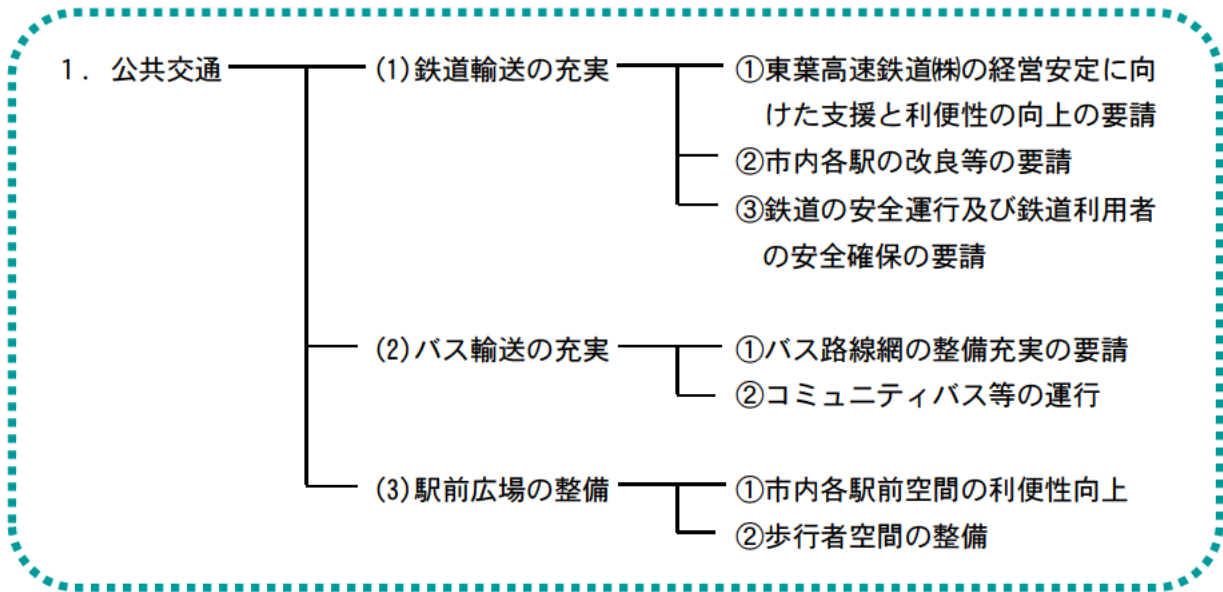 1．公共交通
(1)鉄道輸送の充実
①東葉高速鉄道㈱の経営安定に向
けた支援と利便性の向上の要請
②市内各駅の改良等の要請
③鉄道の安全運行及び鉄道利用者
の安全確保の要請
(2)バス輸送の充実
①バス路線網の整備充実の要請
②コミュニティバス等の運行
(3)駅前広場の整備
①市内各駅前空間の利便性向上
②歩行者空間の整備